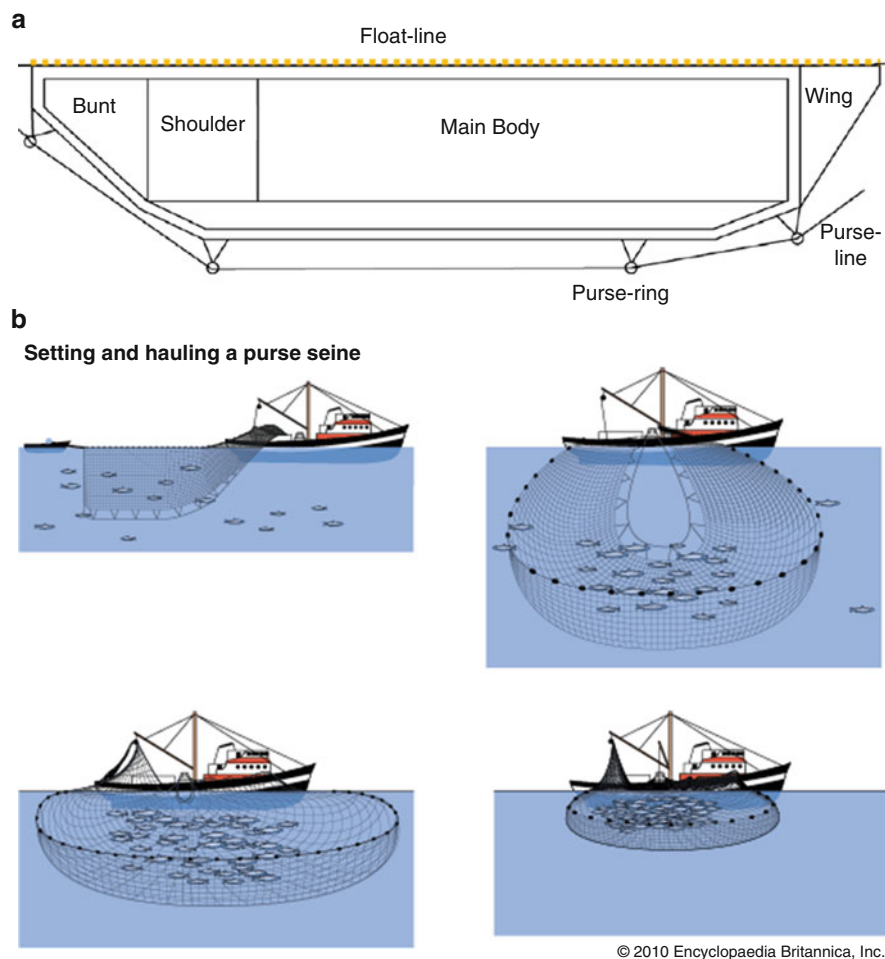 a
Float-line
Bunt
Shoulder
Main Body
Wing
Purse-
line
Purse-ring
b
Setting and hauling a purse seine
© 2010 Encyclopaedia Britannica, Inc.